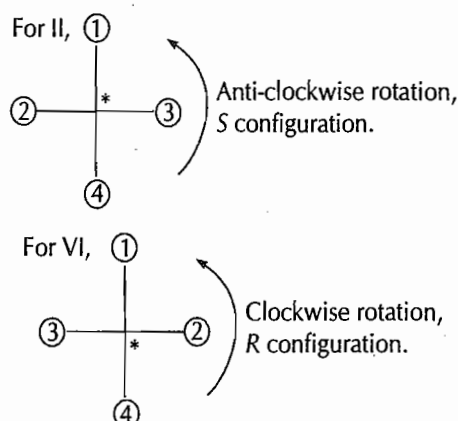 For II, ①
*
② ③
④
Anti-clockwise rotation,
S configuration.
For VI, ①
③ ②
*
④
Clockwise rotation,
R configuration.